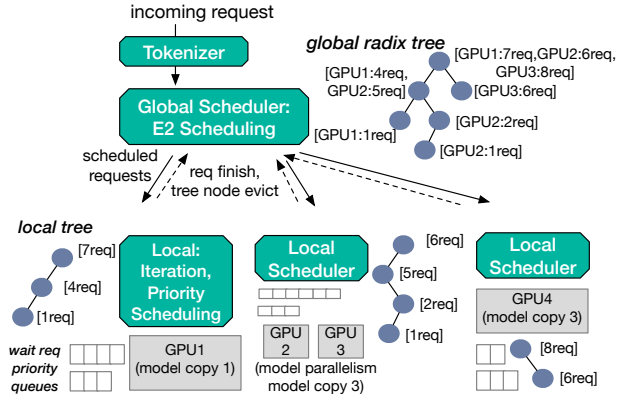 incoming request
Tokenizer
Global Scheduler:
E2 Scheduling
global radix tree
[GPU1:7req,GPU2:6req,
GPU3:8req]
[GPU1:4req,
GPU2:5req]
[GPU3:6req]
[GPU1:1req]
[GPU2:2req]
[GPU2:1req]
scheduled
requests
req finish,
tree node evict
local tree
[7req]
[4req]
[1req]
Local:
Iteration,
Priority
Scheduling
wait req
priority
queues
GPU1
(model copy 1)
Local
Scheduler
GPU
2
GPU
3
(model parallelism
model copy 3)
[6req]
[5req]
[2req]
[1req]
Local
Scheduler
GPU4
(model copy 3)
[8req]
[6req]